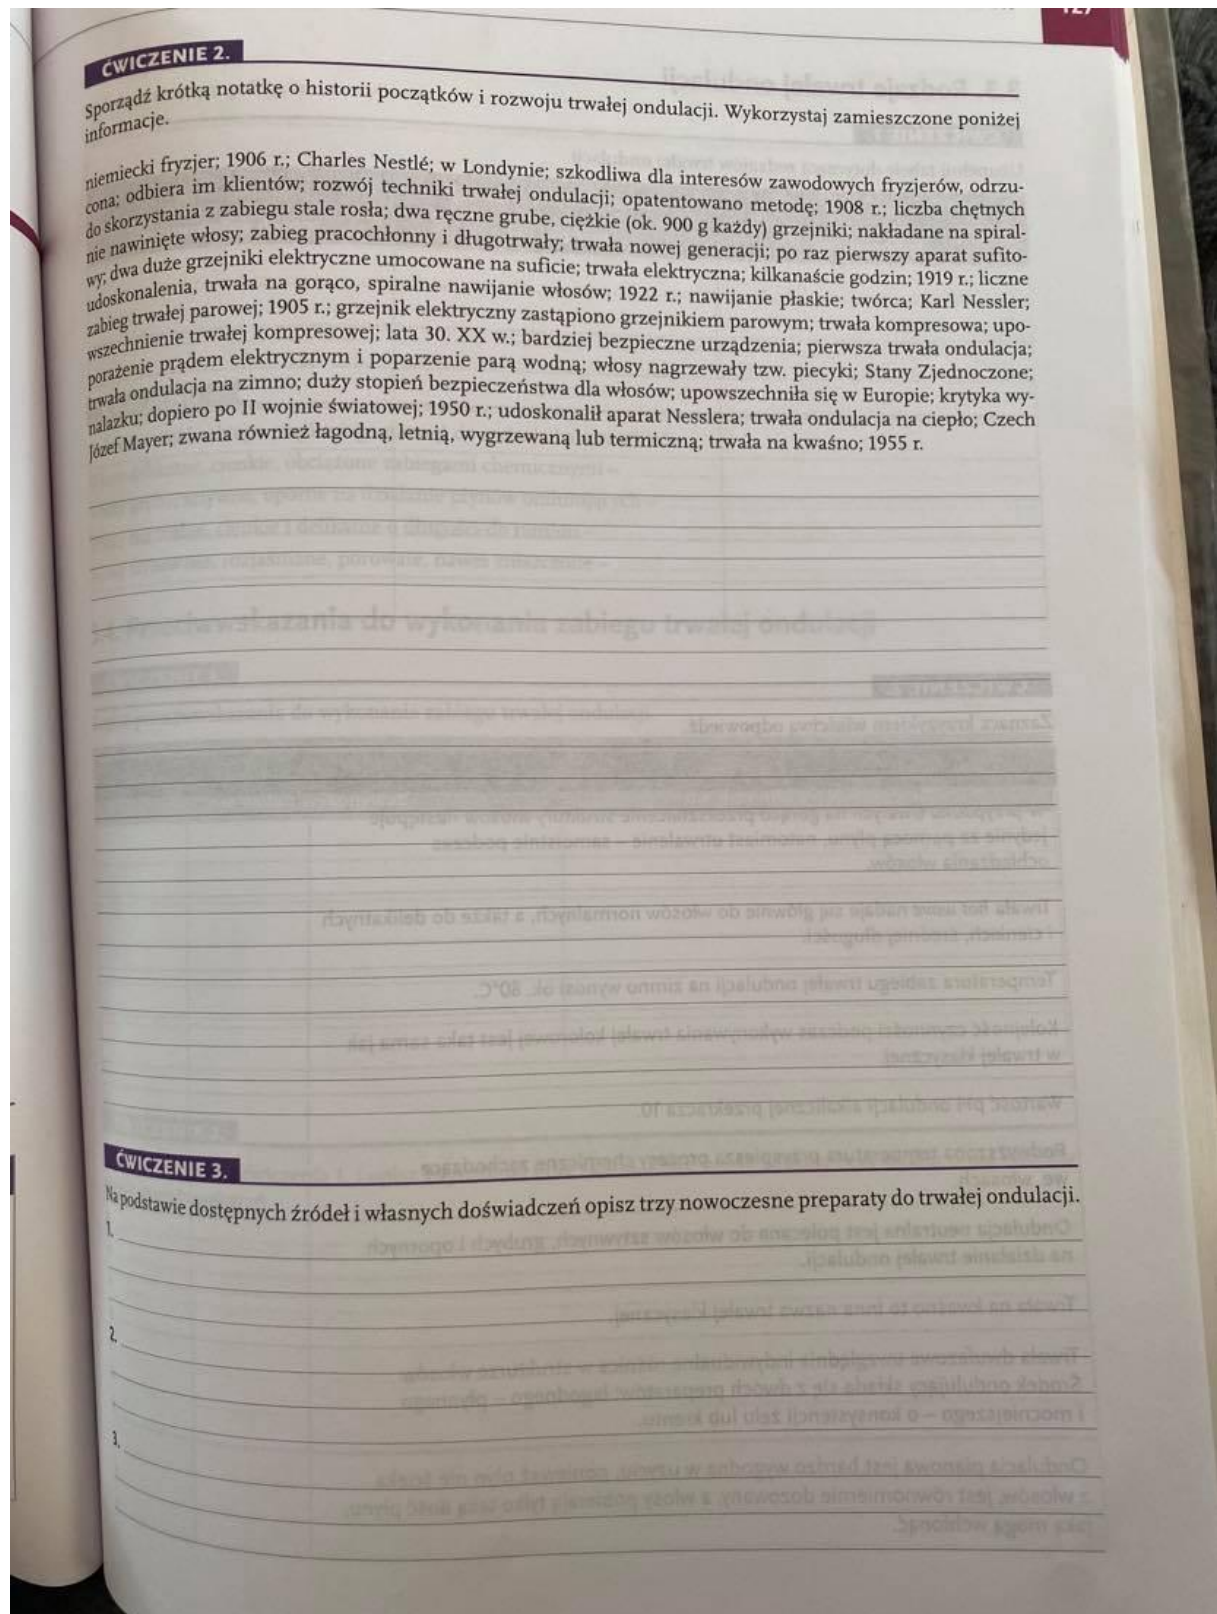 127
ĆWICZENIE 2.
Sporządź krótką notatkę o historii początków i rozwoju trwałej ondulacji. Wykorzystaj zamieszczone poniżej
informacje.
niemiecki fryzjer; 1906 r.; Charles Nestlé; w Londynie; szkodliwa dla interesów zawodowych fryzjerów, odrzu-
cona; odbiera im klientów; rozwój techniki trwałej ondulacji; opatentowano metodę; 1908 r.; liczba chętnych
do skorzystania z zabiegu stale rosła; dwa ręczne grube, ciężkie (ok. 900 g każdy) grzejniki; nakładane na spiral-
nie nawinięte włosy; zabieg pracochłonny i długotrwały; trwała nowej generacji; po raz pierwszy aparat sufito-
wy; dwa duże grzejniki elektryczne umocowane na suficie; trwała elektryczna; kilkanaście godzin; 1919 r.; liczne
udoskonalenia, trwała na gorąco, spiralne nawijanie włosów; 1922 r.; nawijanie płaskie; twórca; Karl Nessler;
zabieg trwałej parowej; 1905 r.; grzejnik elektryczny zastąpiono grzejnikiem parowym; trwała kompresowa; upo-
wszechnienie trwałej kompresowej; lata 30. XX w.; bardziej bezpieczne urządzenia; pierwsza trwała ondulacja;
porażenie prądem elektrycznym i poparzenie parą wodną; włosy nagrzewały tzw. piecyki; Stany Zjednoczone;
trwała ondulacja na zimno; duży stopień bezpieczeństwa dla włosów; upowszechniła się w Europie; krytyka wy-
nalazku; dopiero po II wojnie światowej; 1950 r.; udoskonalił aparat Nesslera; trwała ondulacja na ciepło; Czech
Józef Mayer; zwana również łagodną, letnią, wygrzewaną lub termiczną; trwała na kwaśno; 1955 r.
ĆWICZENIE 3.
Na podstawie dostępnych źródeł i własnych doświadczeń opisz trzy nowoczesne preparaty do trwałej ondulacji.
1.
2.
3.